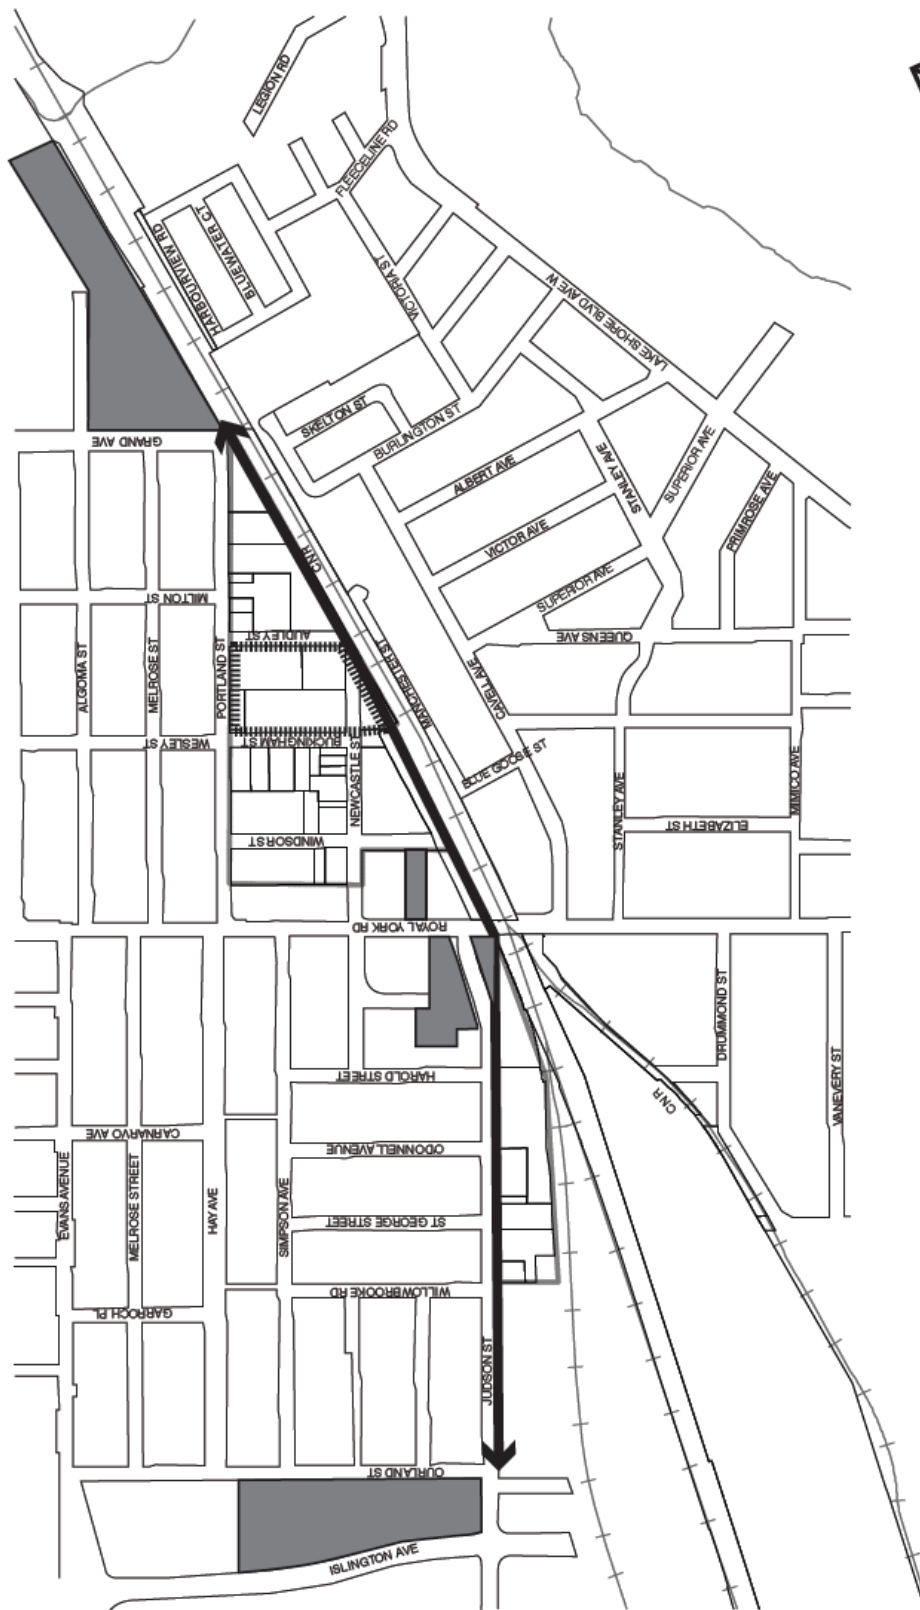 LEGION RD
FLEECELINE RD
HARBOURVIEW RD
BLUEWATER CT
VICTORIA ST
LAKE SHORE BLVD AVE W
SKELTON ST
BURLINGTON ST
GRAND AVE
ALBERT AVE
STANLEY AVE
SUPERIOR AVE
PRIMROSE AVE
VICTOR AVE
CNR
SUPERIOR AVE
MILTON ST
AUDLEY ST
QUEENS AVE
ALGOMA ST
MELROSE ST
PORTLAND ST
MANCHESTER ST
CAVELL AVE
WESLEY ST
BUCKINGHAM ST
NEWCASTLE ST
BLUE GOOSE ST
STANLEY AVE
MIMICO AVE
WINDSOR ST
ELIZABETH ST
ROYAL YORK RD
DRUMMOND ST
HAROLD STREET
CNR
VANEVERY ST
CARNARVO AVE
O'DONNELL AVENUE
EVANS AVENUE
MELROSE STREET
HAY AVE
SIMPSON AVE
ST GEORGE STREET
WILLOWBROOKE RD
GARROCH PL
JUDSON ST
OURLAND ST
ISLINGTON AVE